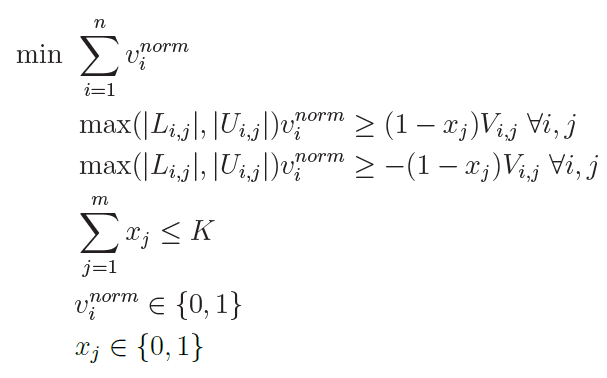 min $\sum_{i=1}^{n} v_i^{norm}$
$\max(|L_{i,j}|, |U_{i,j}|)v_i^{norm} \geq (1 - x_j)V_{i,j} \ \forall i, j$
$\max(|L_{i,j}|, |U_{i,j}|)v_i^{norm} \geq -(1 - x_j)V_{i,j} \ \forall i, j$
$\sum_{j=1}^{m} x_j \leq K$
$v_i^{norm} \in \{0, 1\}$
$x_j \in \{0, 1\}$